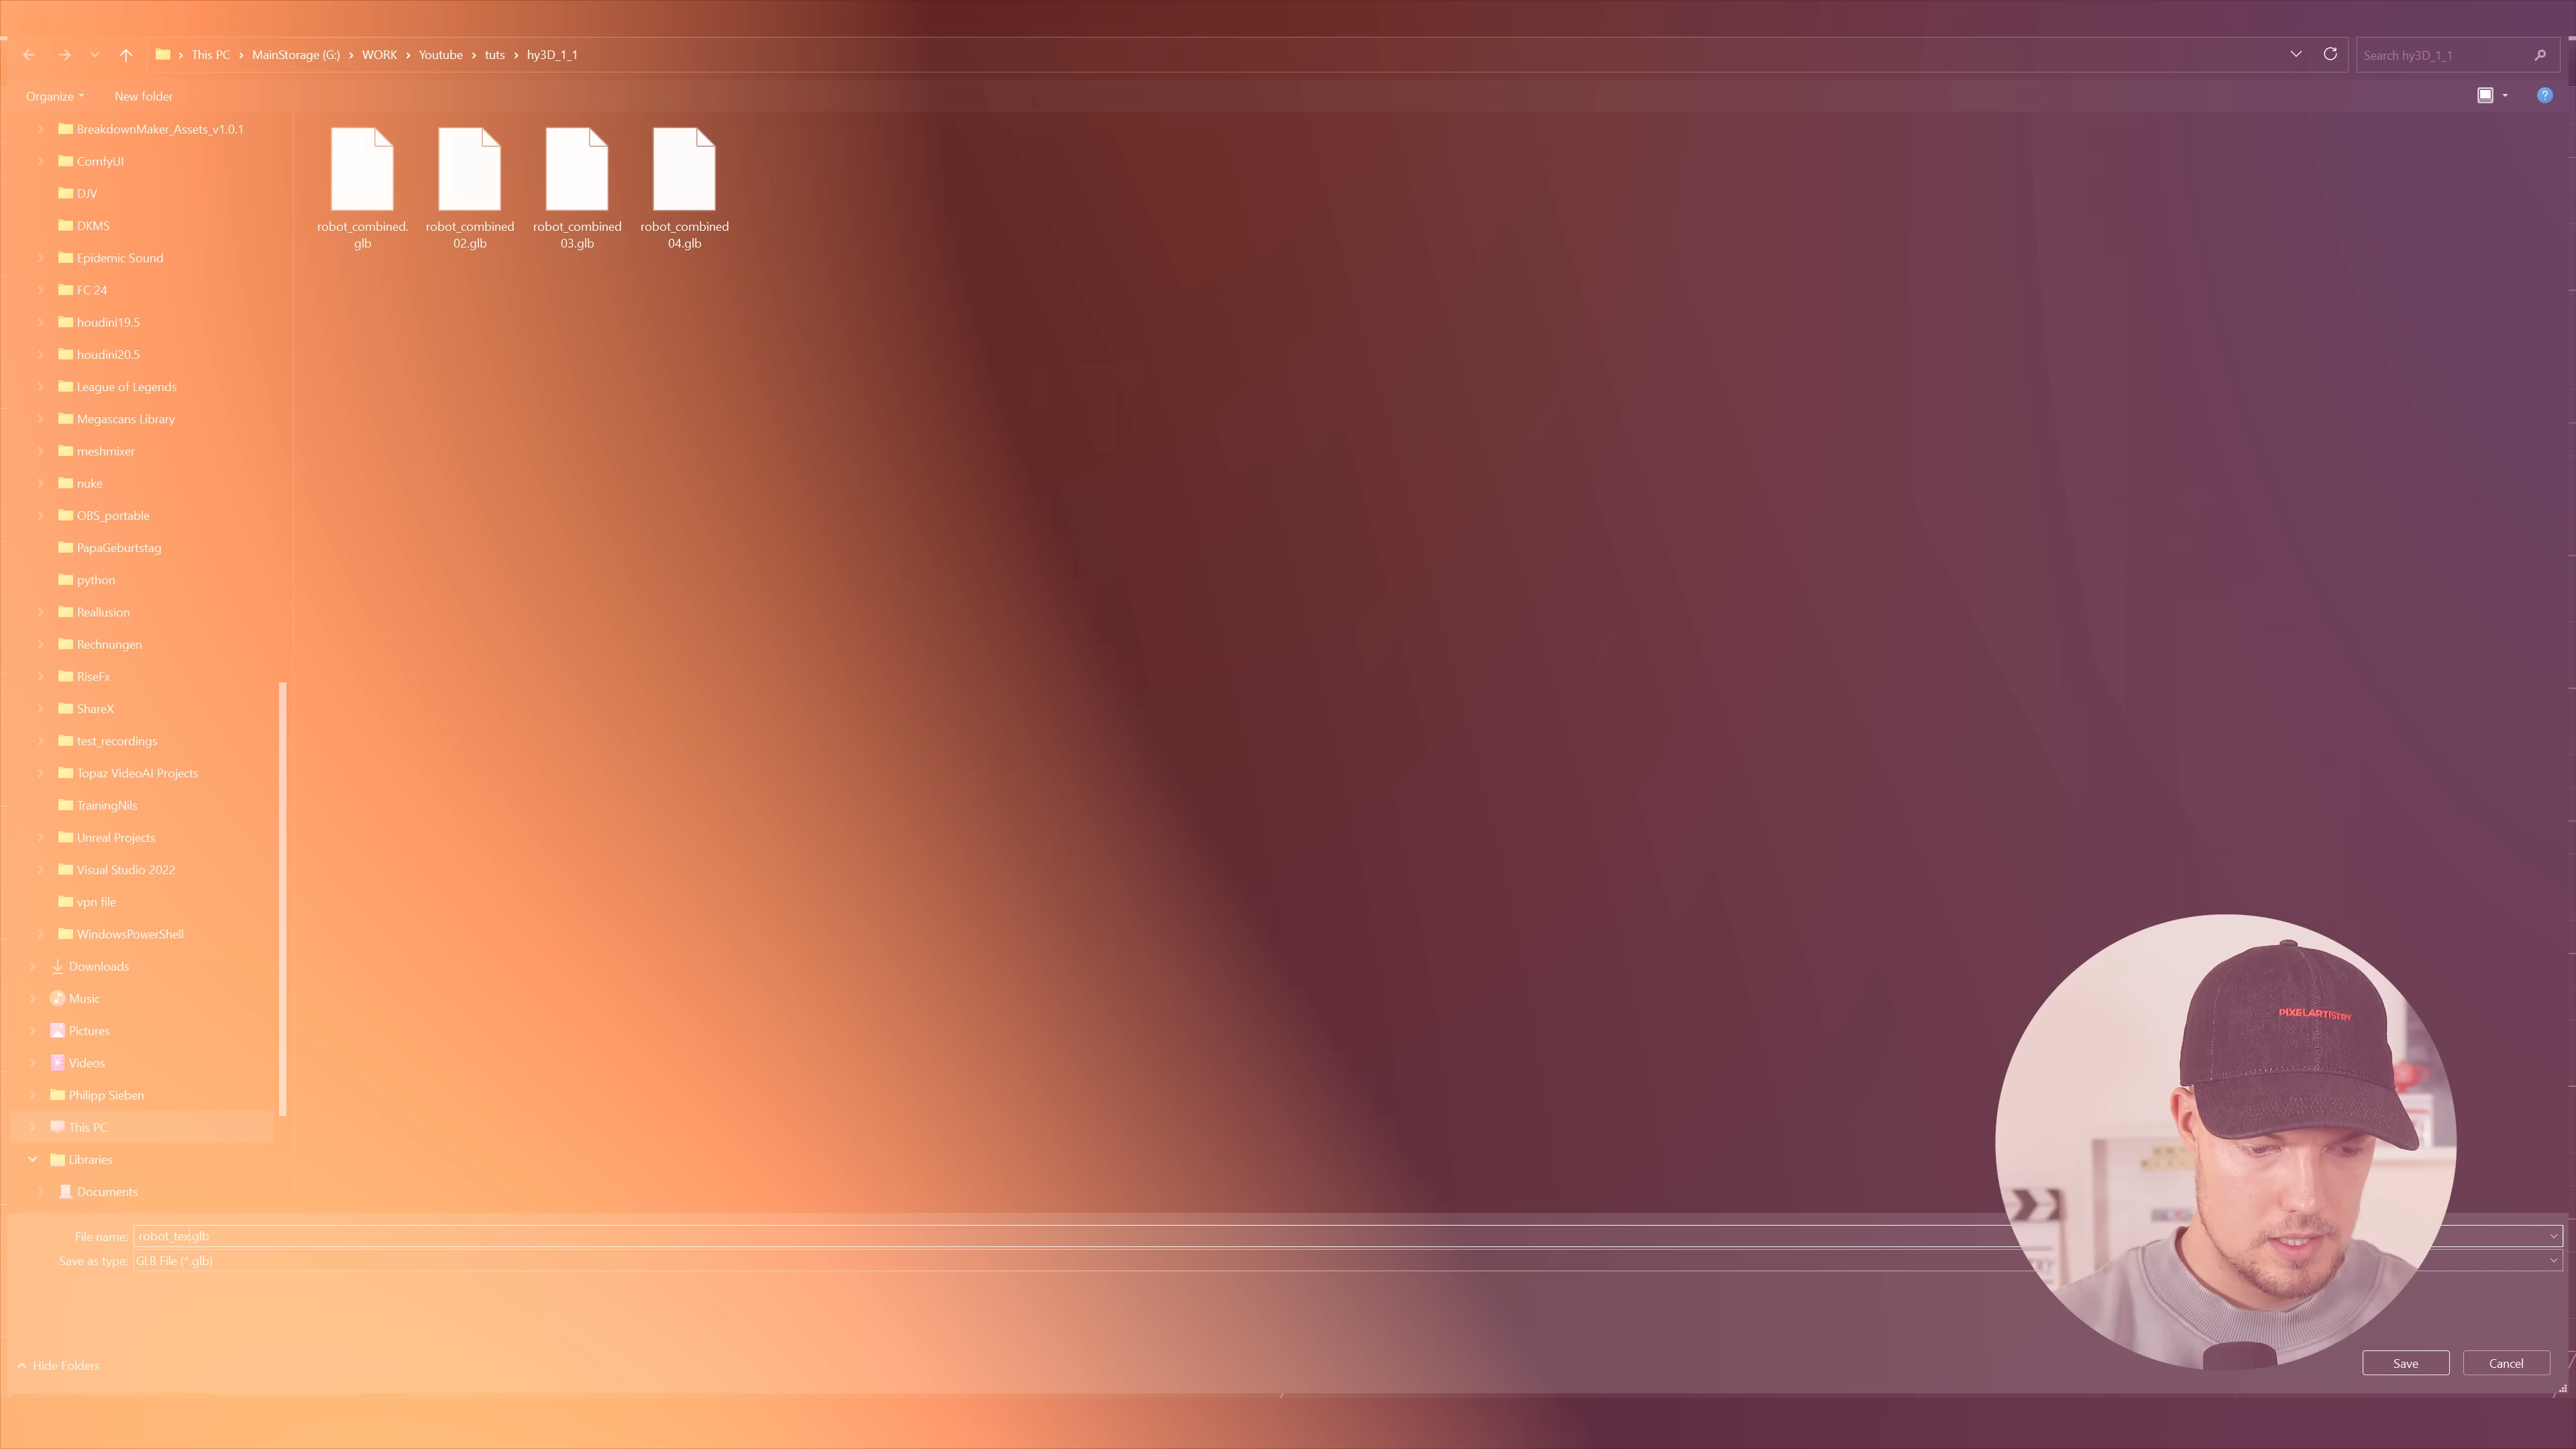 This PC > MainStorage (G:) > WORK > Youtube > tuts > hy3D_1_1
Search hy3D_1_1
Organize
New folder
BreakdownMaker_Assets_v1.0.1
ComfyUI
DJV
DKMS
Epidemic Sound
FC 24
houdini19.5
houdini20.5
League of Legends
Megascans Library
meshmixer
nuke
OBS_portable
PapaGeburtstag
python
Reallusion
Rechnungen
RiseFx
ShareX
test_recordings
Topaz VideoAI Projects
TrainingNils
Unreal Projects
Visual Studio 2022
vpn file
WindowsPowerShell
Downloads
Music
Pictures
Videos
Philipp Sieben
This PC
Libraries
Documents
robot_combined.
glb
robot_combined
02.glb
robot_combined
03.glb
robot_combined
04.glb
PIXELARTISTRY
File name: robot_tex.glb
Save as type: GLB File (*.glb)
Hide Folders
Save
Cancel